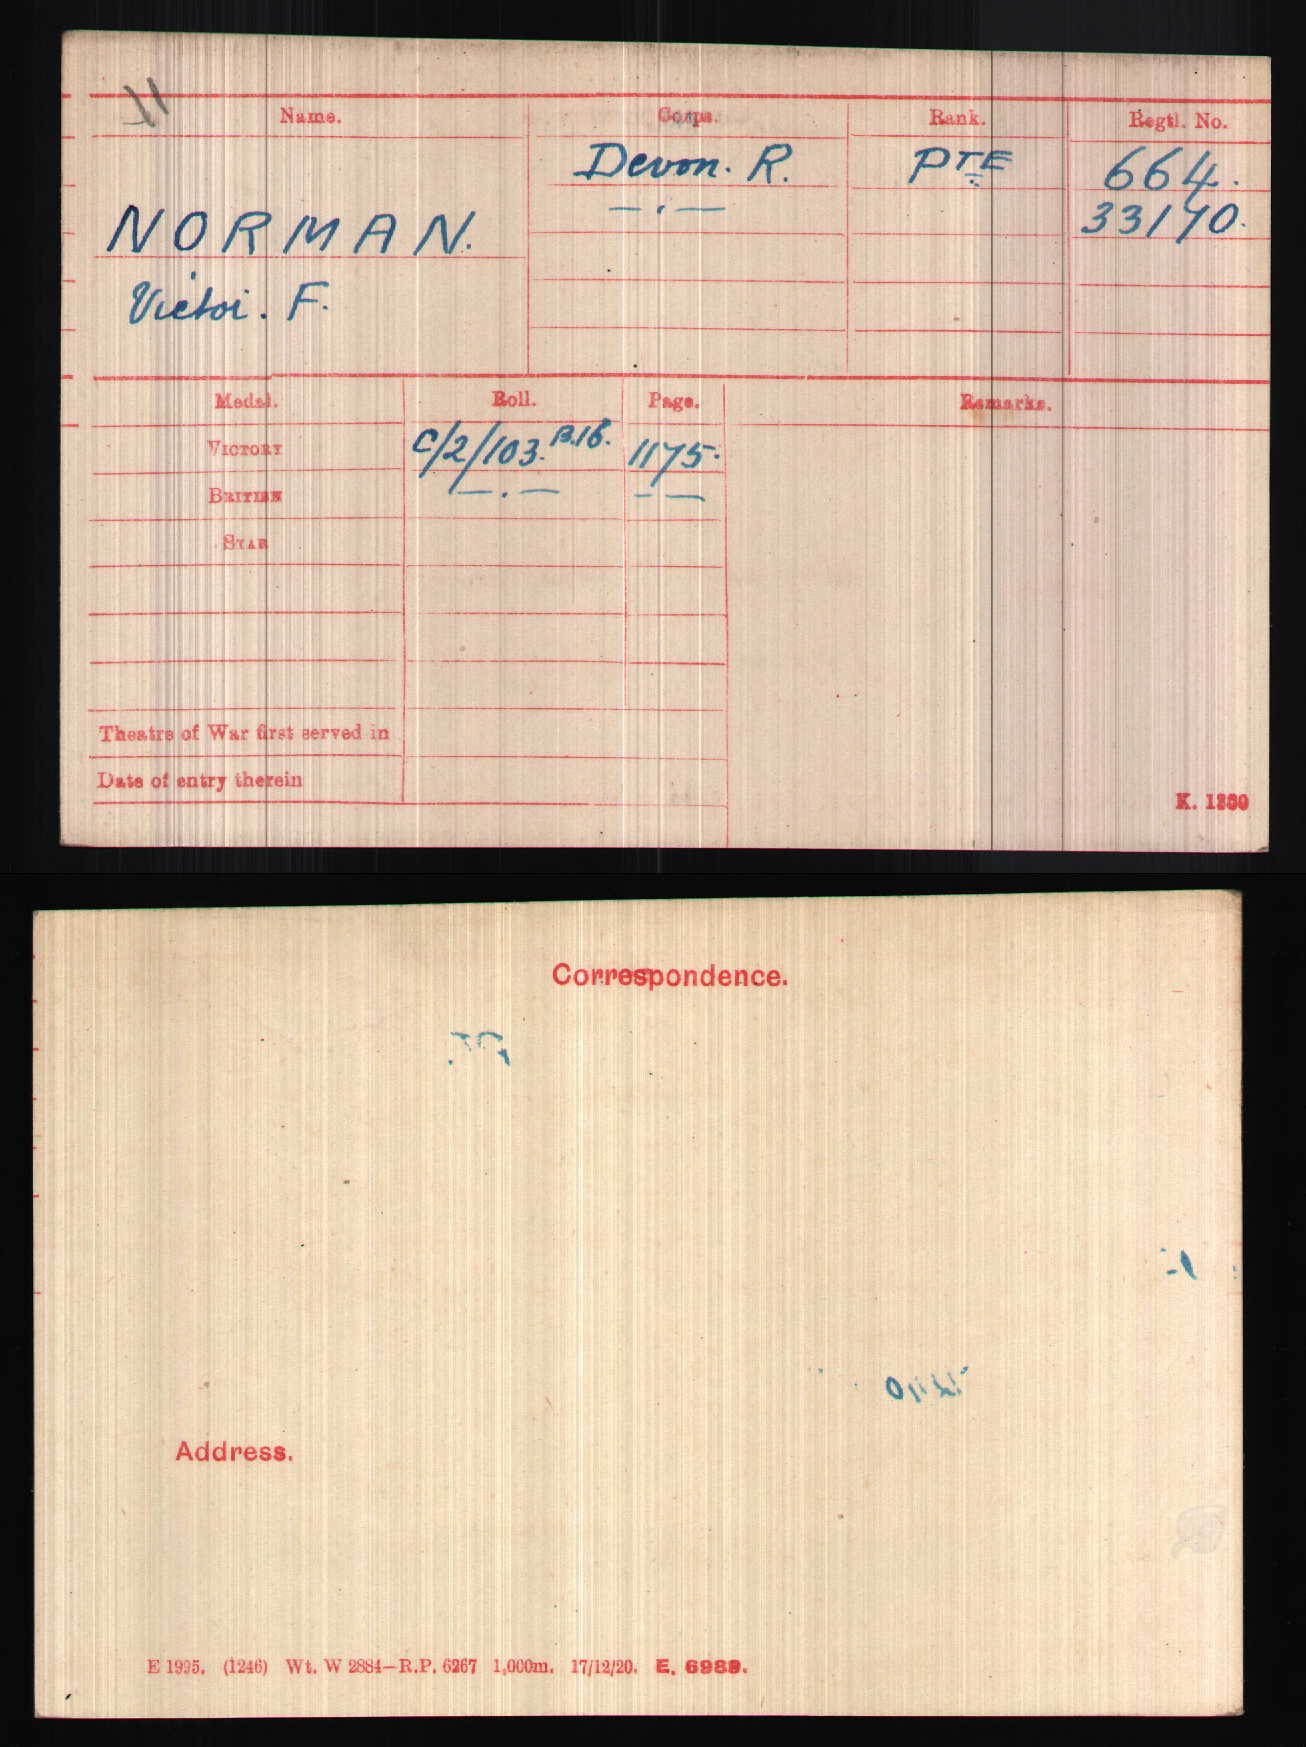 Name. Corps. Rank. Regtl. No.
Devon. R. PTE 664.
NORMAN. — . — 33170.
Victor. F.
Medal. Roll. Page. Remarks.
VICTORY C/2/103. B.16. 1175.
BRITISH — . — — —
STAR
Theatre of War first served in
Date of entry therein
K. 1380
Correspondence.
Address.
E 1995. (1246) Wt. W 2884—R.P. 6267 1,000m. 17/12/20. E. 6989.